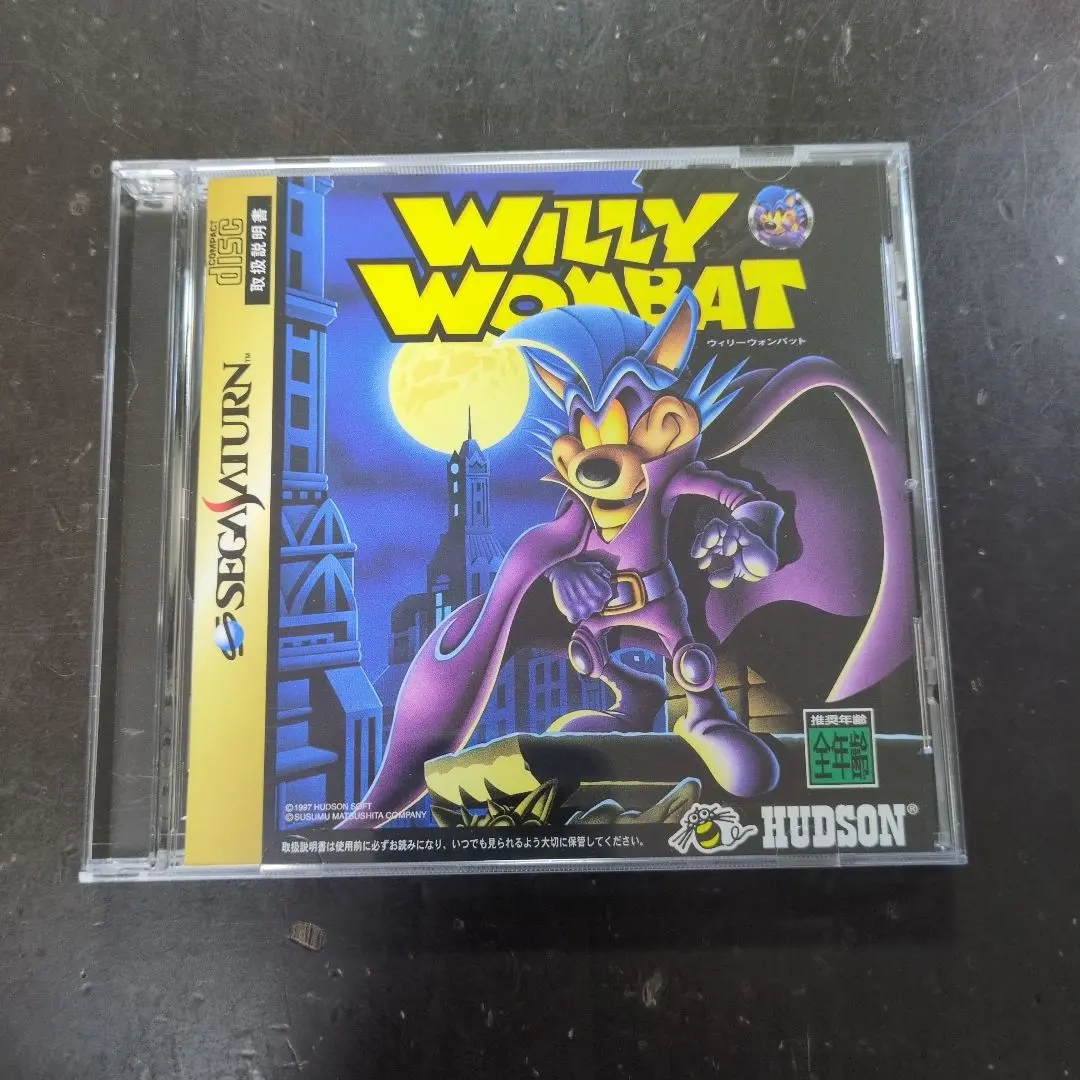 COMPACT
disc
取扱説明書
SEGA SATURN™
WILLY
WOMBAT
ウィリーウォンバット
推奨年齢
全年齢
©1997 HUDSON SOFT
©SUSUMU MATSUSHITA COMPANY
HUDSON®
取扱説明書は使用前に必ずお読みになり、いつでも見られるよう大切に保管してください。